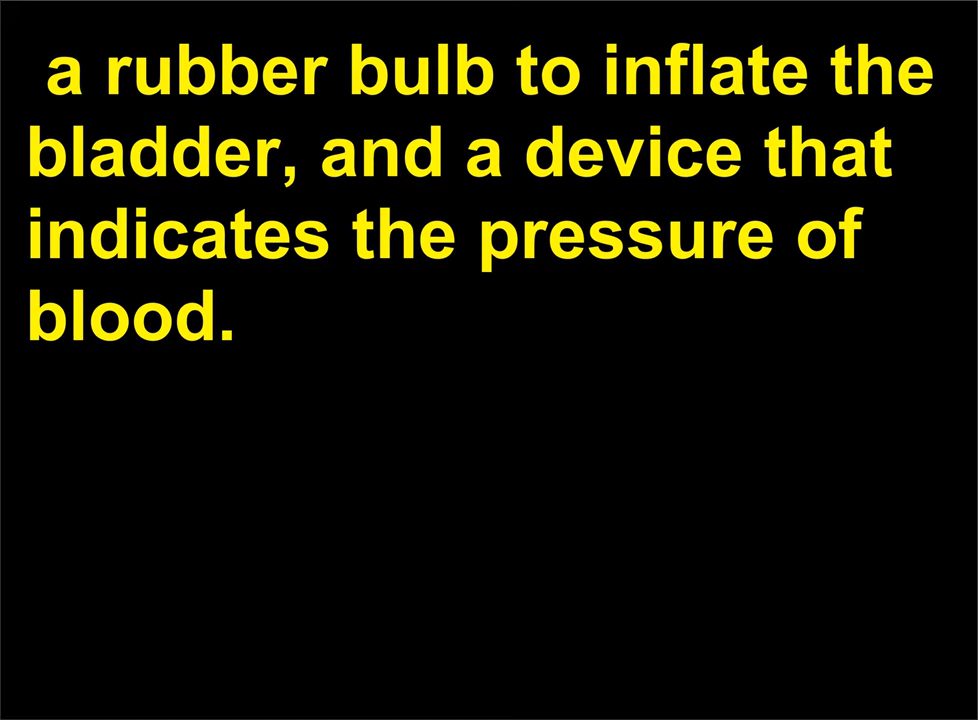 a rubber bulb to inflate the
bladder, and a device that
indicates the pressure of
blood.